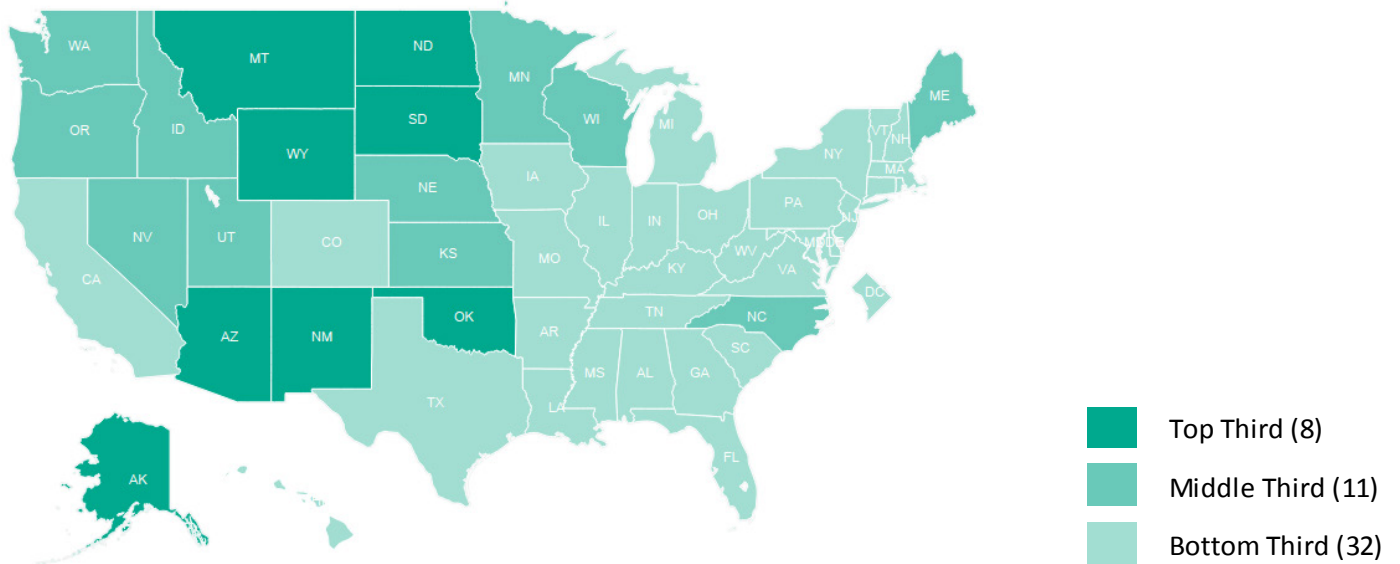 WA
MT
ND
MN
ME
OR
ID
SD
WI
MI
VT
NH
WY
NY
MA
NE
IA
PA
NJ
NV
UT
CO
IL
IN
OH
MD
DE
KS
MO
WV
VA
CA
KY
DC
AZ
NM
OK
TN
NC
AR
SC
MS
AL
GA
TX
LA
FL
AK
Top Third (8)
Middle Third (11)
Bottom Third (32)